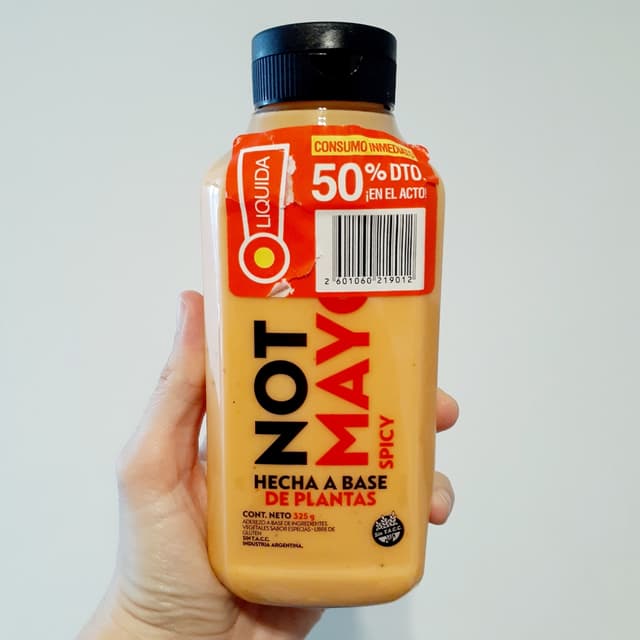 LIQUIDA
CONSUMO INMEDIATO
50% DTO.
¡EN EL ACTO!
2 601060 219012
NOT
MAYO
SPICY
HECHA A BASE
DE PLANTAS
CONT. NETO 325 g
ADEREZO A BASE DE INGREDIENTES
VEGETALES SABOR ESPECIAS - LIBRE DE
GLUTEN
SIN T.A.C.C.
INDUSTRIA ARGENTINA.
Sin T.A.C.C.